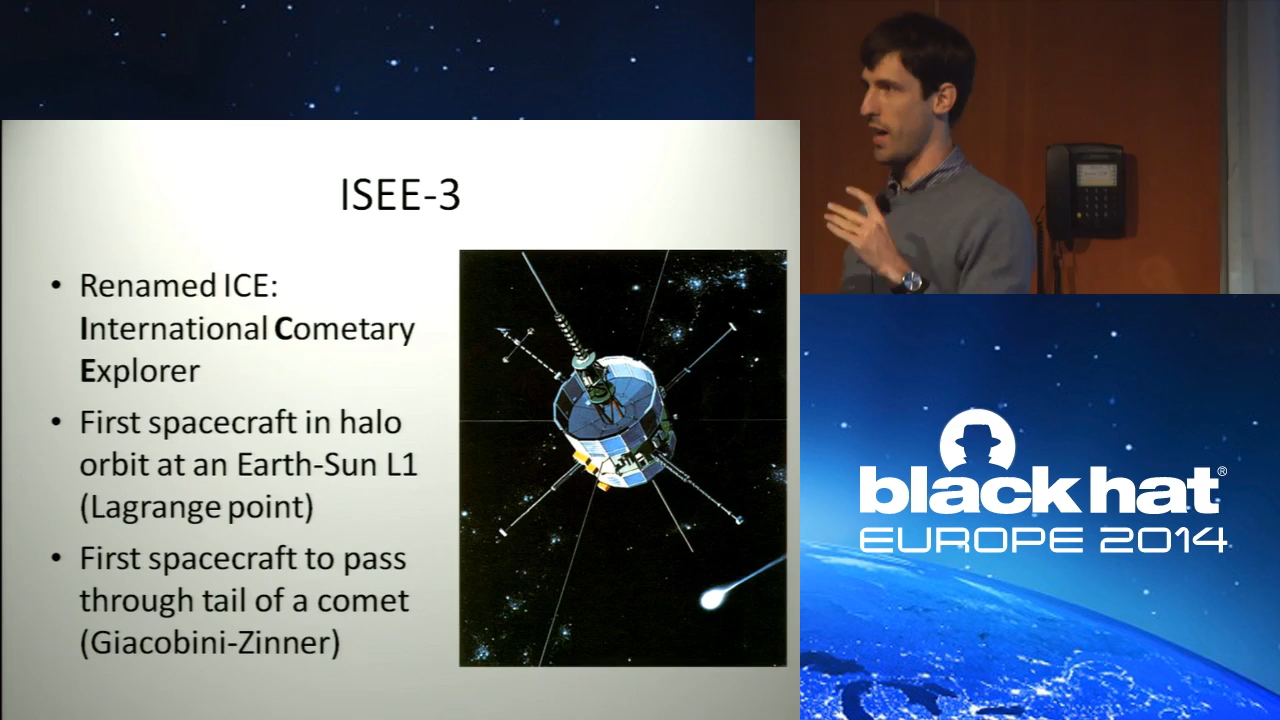 ISEE-3
• Renamed ICE:
International Cometary
Explorer
• First spacecraft in halo
orbit at an Earth-Sun L1
(Lagrange point)
• First spacecraft to pass
through tail of a comet
(Giacobini-Zinner)
black hat®
EUROPE 2014